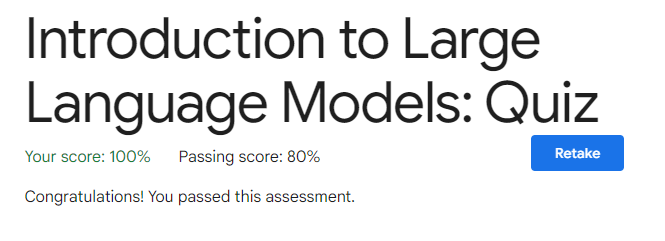 Introduction to Large
Language Models: Quiz
Your score: 100% Passing score: 80%
Retake
Congratulations! You passed this assessment.